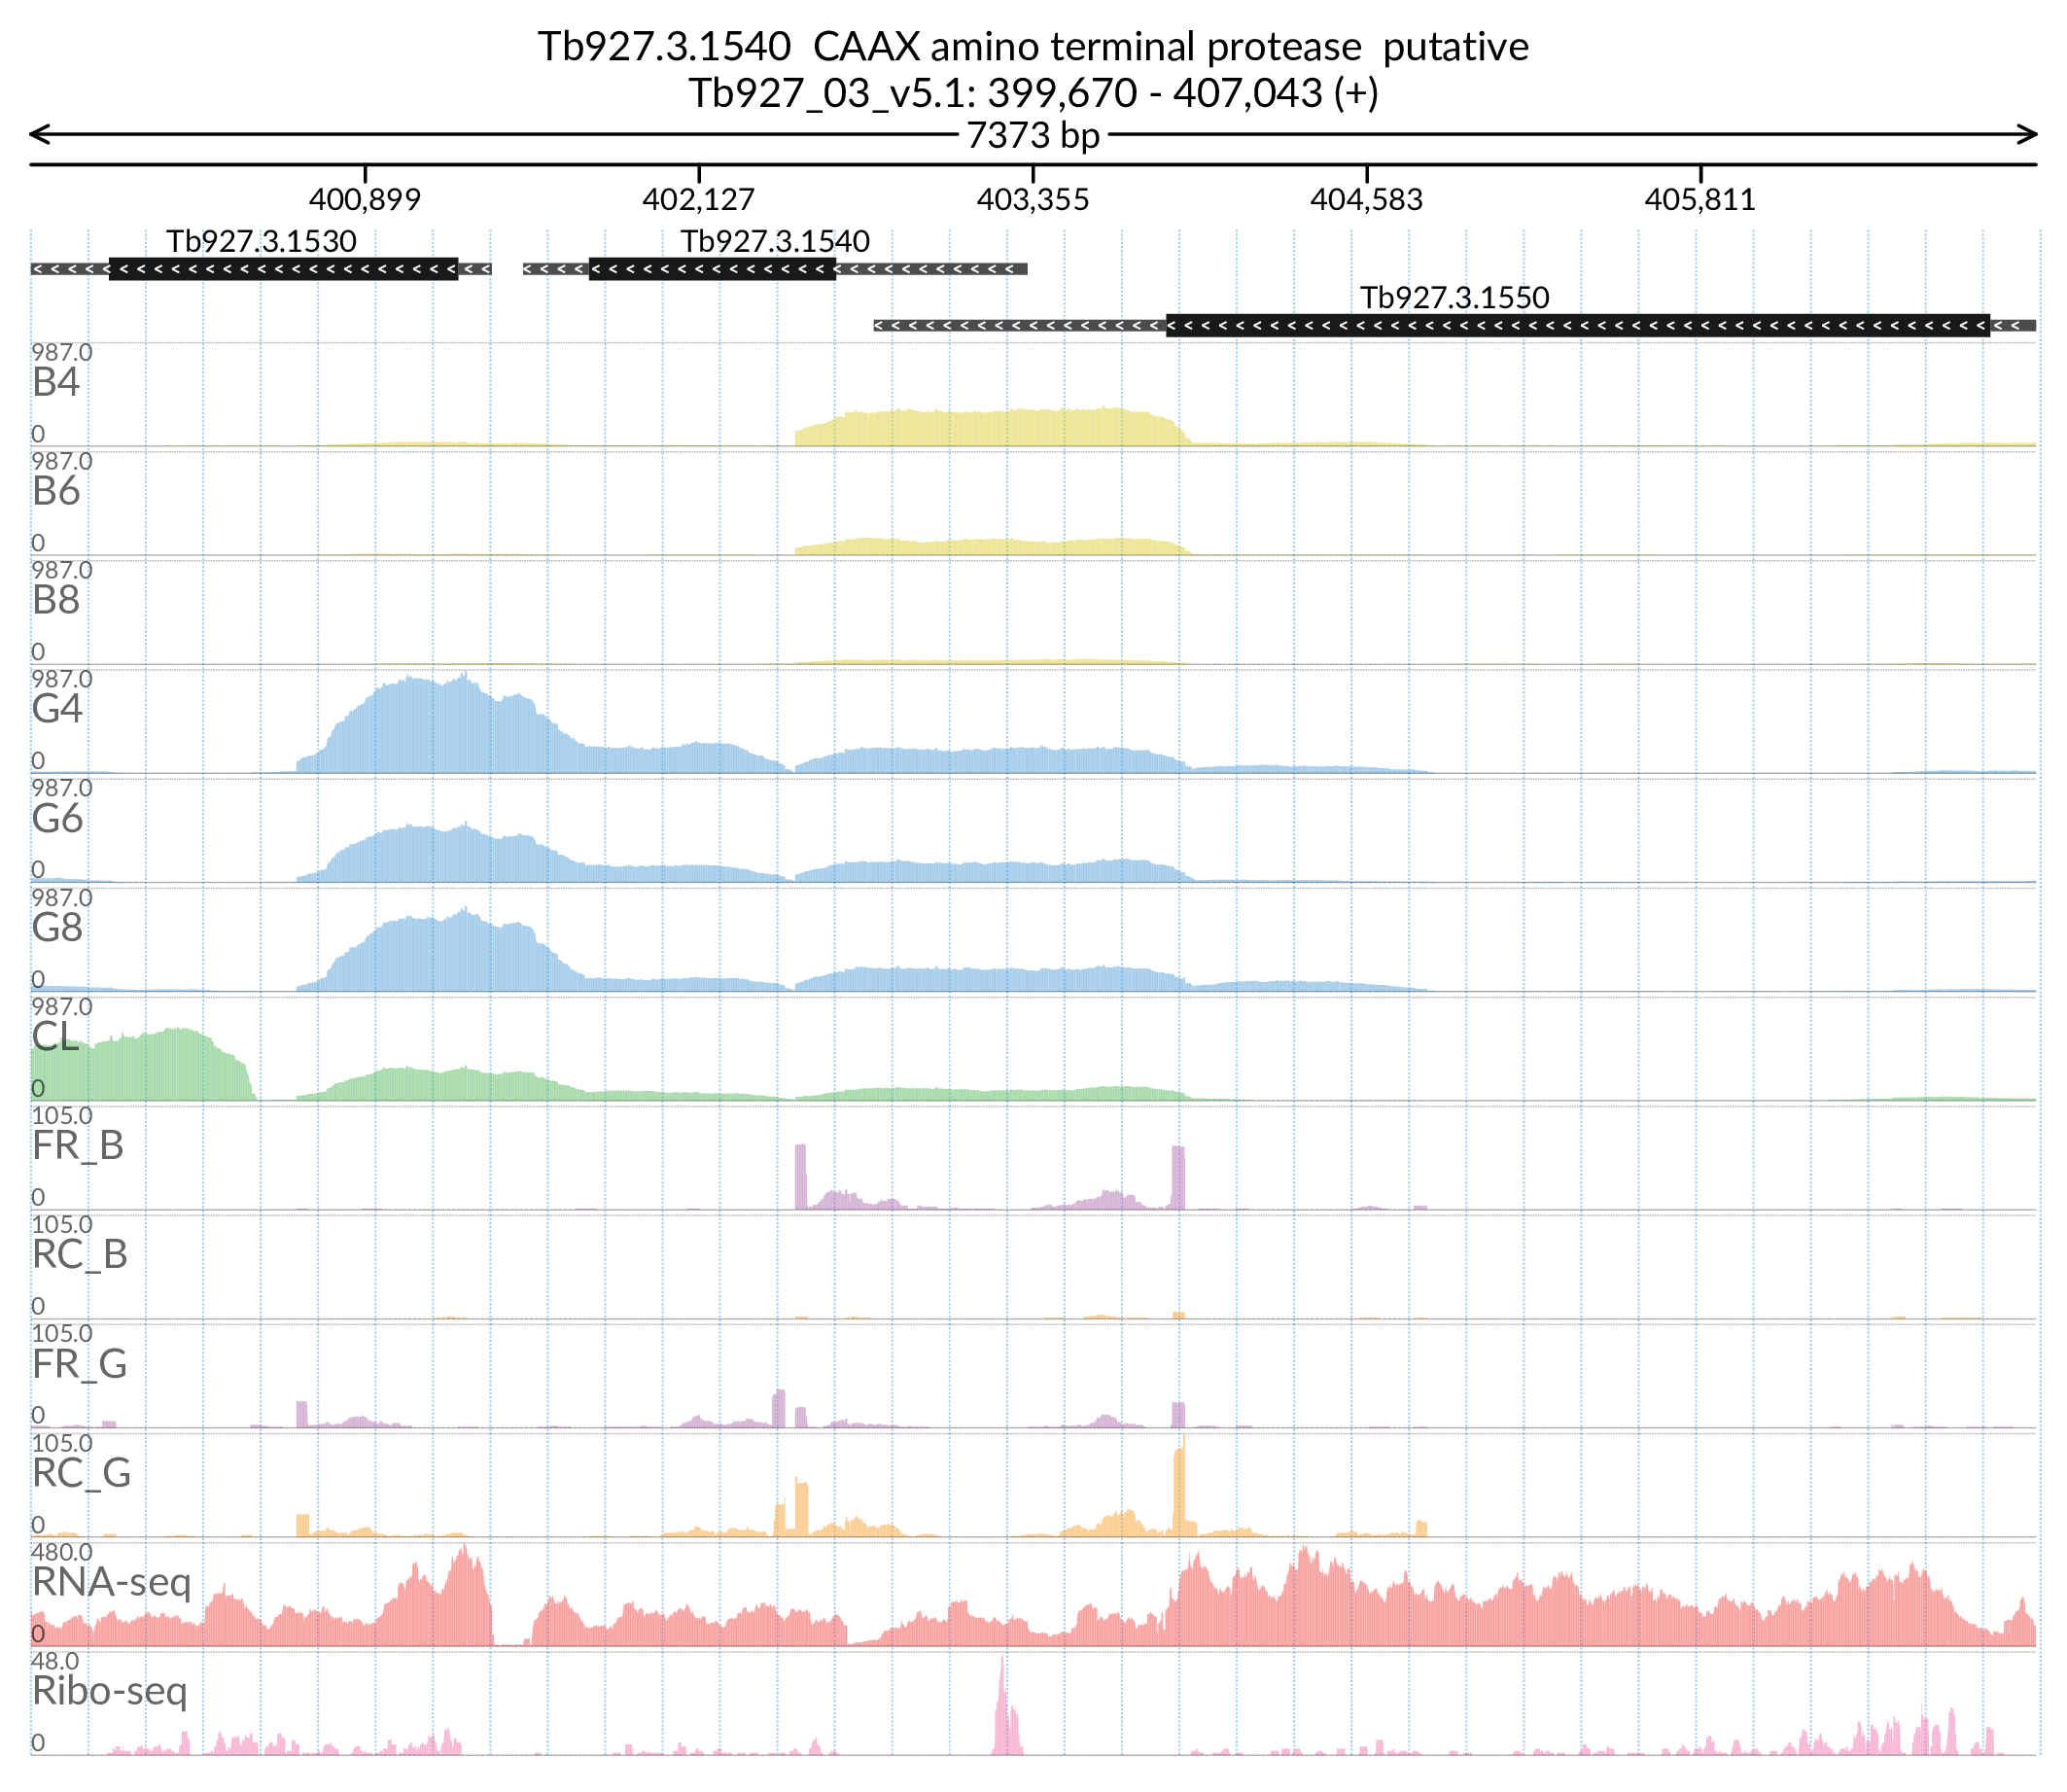 Tb927.3.1540  CAAX amino terminal protease  putative
Tb927_03_v5.1: 399,670 - 407,043 (+)
7373 bp
400,899 402,127 403,355 404,583 405,811
Tb927.3.1530 Tb927.3.1540
Tb927.3.1550
987.0
B4
0
987.0
B6
0
987.0
B8
0
987.0
G4
0
987.0
G6
0
987.0
G8
0
987.0
CL
0
105.0
FR_B
0
105.0
RC_B
0
105.0
FR_G
0
105.0
RC_G
0
480.0
RNA-seq
0
48.0
Ribo-seq
0